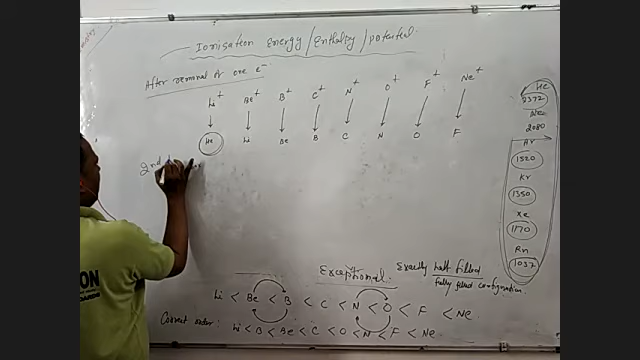 Ionisation energy/Enthalpy/potential.
After removal of one e⁻
Li⁺ Be⁺ B⁺ C⁺ N⁺ O⁺ F⁺ Ne⁺
↓ ↓ ↓ ↓ ↓ ↓ ↓ ↓
He Li Be B C N O F
2nd
He
2372
Ne
2080
Ar
1520
Kr
1350
Xe
1170
Rn
1037
Exceptional. Exactly half filled
fully filled configuration.
Li < Be < B < C < N < O < F < Ne
Correct order: Li < B < Be < C < O < N < F < Ne.
ON